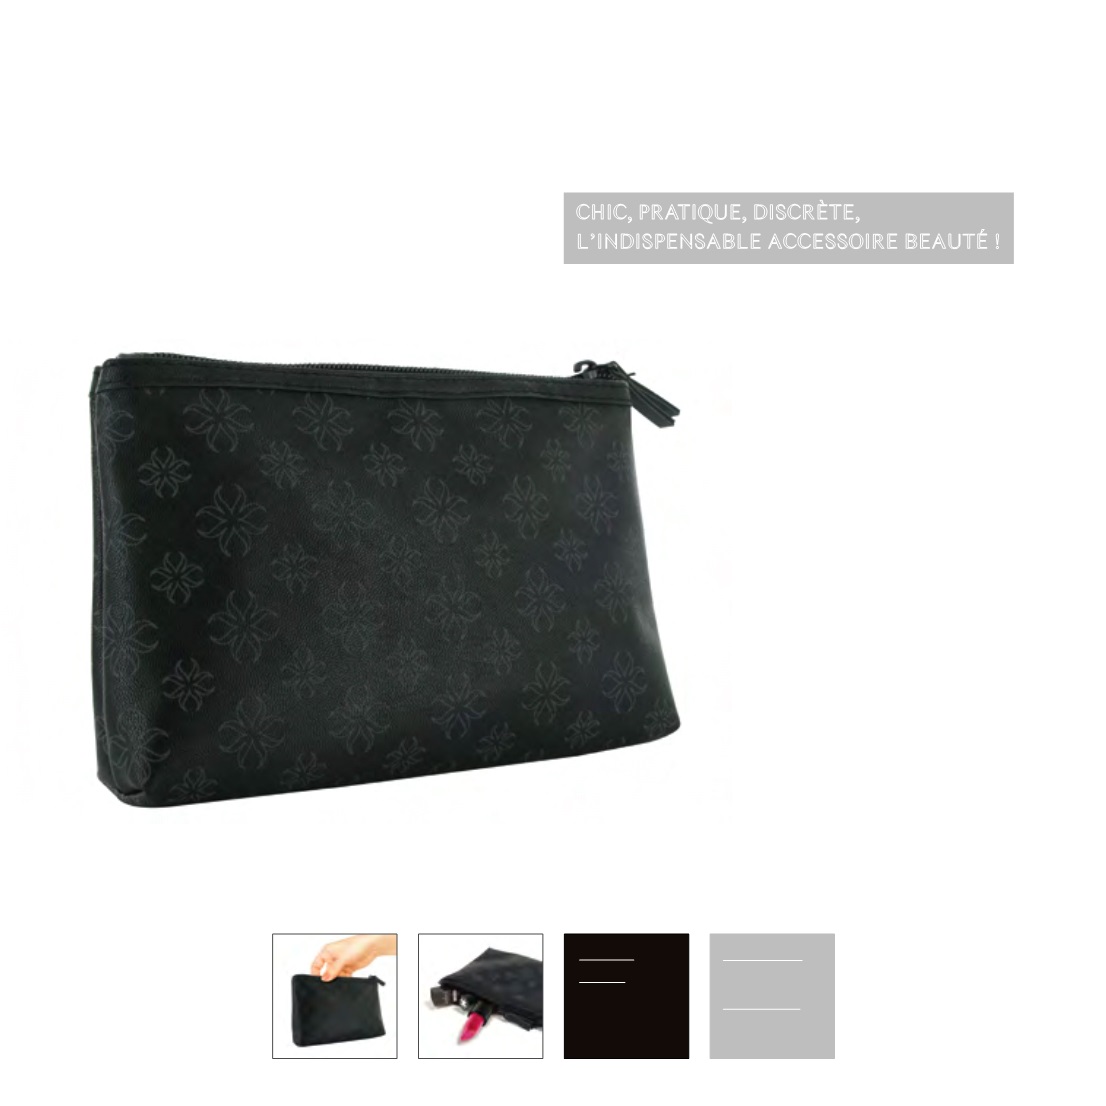 CHIC, PRATIQUE, DISCRÈTE,
L’INDISPENSABLE ACCESSOIRE BEAUTÉ !